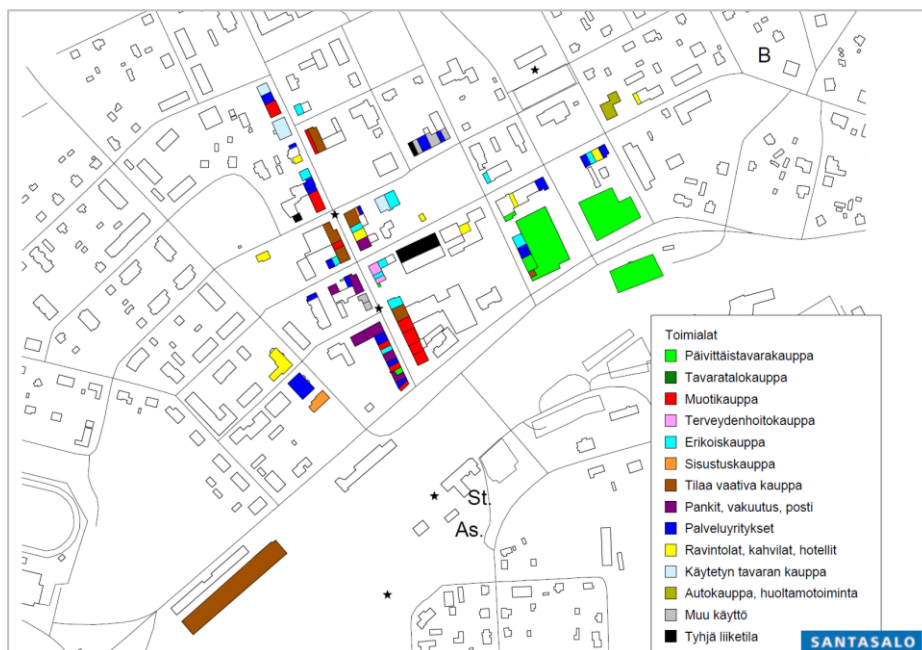 B
St.
As.
Toimialat
Päivittäistavarakauppa
Tavaratalokauppa
Muotikauppa
Terveydenhoitokauppa
Erikoiskauppa
Sisustuskauppa
Tilaa vaativa kauppa
Pankit, vakuutus, posti
Palveluyritykset
Ravintolat, kahvilat, hotellit
Käytetyn tavaran kauppa
Autokauppa, huoltamotoiminta
Muu käyttö
Tyhjä liiketila
SANTASALO